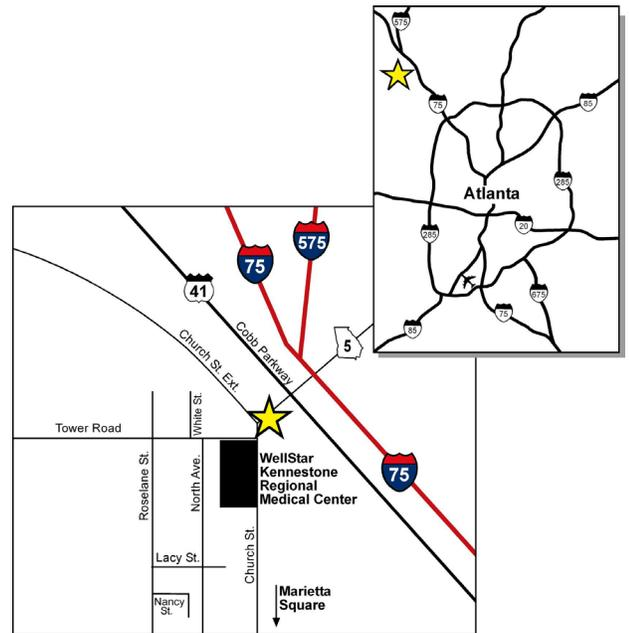 575
75
85
Atlanta
285
285
20
675
75
85
75
575
41
5
Cobb Parkway
Church St. Ext.
White St.
Tower Road
Roselane St.
North Ave.
WellStar
Kennestone
Regional
Medical Center
75
Church St.
Lacy St.
Nancy
St.
Marietta
Square